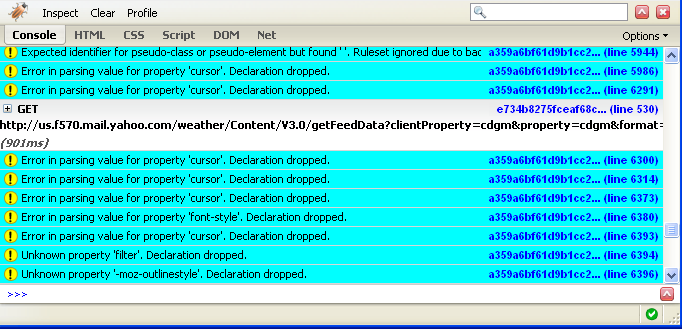 Inspect Clear Profile
Console HTML CSS Script DOM Net Options
Expected identifier for pseudo-class or pseudo-element but found ' '. Ruleset ignored due to bad a359a6bf61d9b1cc2... (line 5944)
Error in parsing value for property 'cursor'. Declaration dropped. a359a6bf61d9b1cc2... (line 5986)
Error in parsing value for property 'cursor'. Declaration dropped. a359a6bf61d9b1cc2... (line 6291)
GET e734b8275fceaf68c... (line 530)
http://us.f570.mail.yahoo.com/weather/Content/V3.0/getFeedData?clientProperty=cdgm&property=cdgm&format=
(901ms)
Error in parsing value for property 'cursor'. Declaration dropped. a359a6bf61d9b1cc2... (line 6300)
Error in parsing value for property 'cursor'. Declaration dropped. a359a6bf61d9b1cc2... (line 6314)
Error in parsing value for property 'cursor'. Declaration dropped. a359a6bf61d9b1cc2... (line 6373)
Error in parsing value for property 'font-style'. Declaration dropped. a359a6bf61d9b1cc2... (line 6380)
Error in parsing value for property 'cursor'. Declaration dropped. a359a6bf61d9b1cc2... (line 6393)
Unknown property 'filter'. Declaration dropped. a359a6bf61d9b1cc2... (line 6394)
Unknown property '-moz-outlinestyle'. Declaration dropped. a359a6bf61d9b1cc2... (line 6396)
>>>